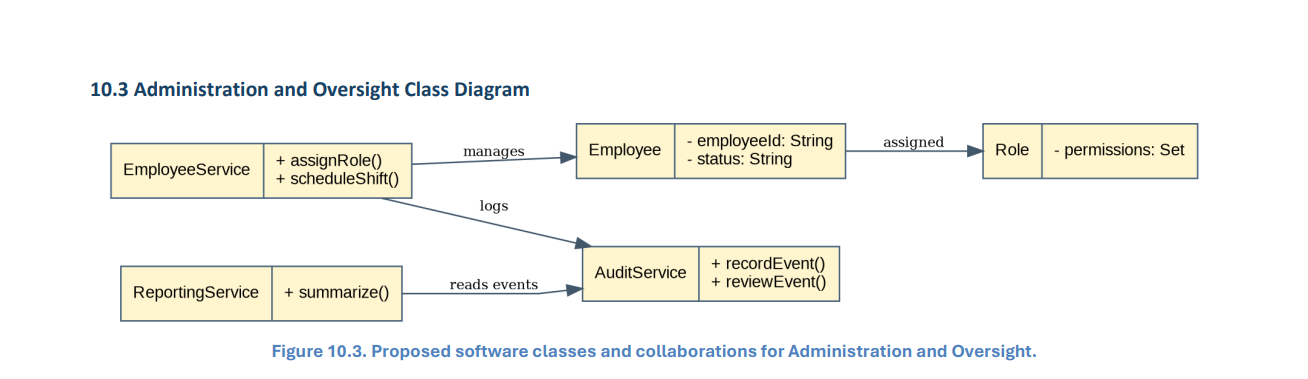 10.3 Administration and Oversight Class Diagram
EmployeeService
+ assignRole()
+ scheduleShift()
manages
Employee
- employeeId: String
- status: String
assigned
Role
- permissions: Set
logs
ReportingService
+ summarize()
reads events
AuditService
+ recordEvent()
+ reviewEvent()
Figure 10.3. Proposed software classes and collaborations for Administration and Oversight.